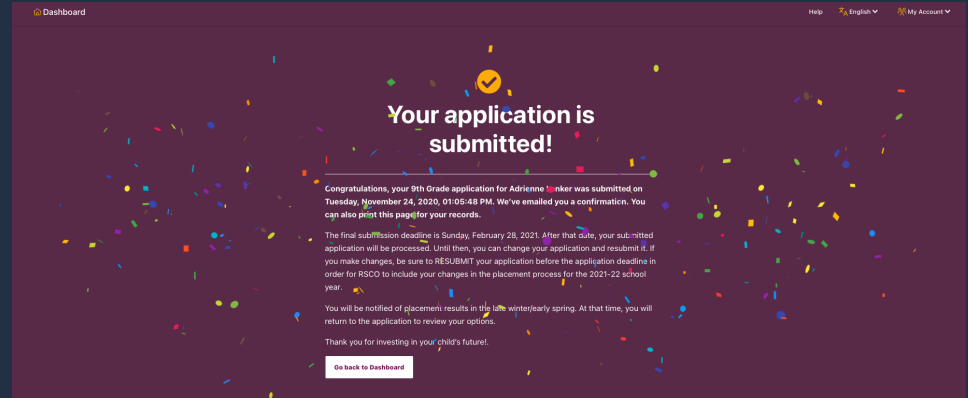 Dashboard
Help
English
My Account
Your application is
submitted!
Congratulations, your 9th Grade application for Adrienne was submitted on
Tuesday, November 24, 2020, 01:05:48 PM. We've emailed you a confirmation. You
can also print this page for your records.
The final submission deadline is Sunday, February 28, 2021. After that date, your submitted
application will be processed. Until then, you can change your application and resubmit it. If
you make changes, be sure to RESUBMIT your application before the application deadline in
order for RSCO to include your changes in the placement process for the 2021-22 school
year.
You will be notified of placement results in the late winter/early spring. At that time, you will
return to the application to review your options.
Thank you for investing in your child's future!.
Go back to Dashboard